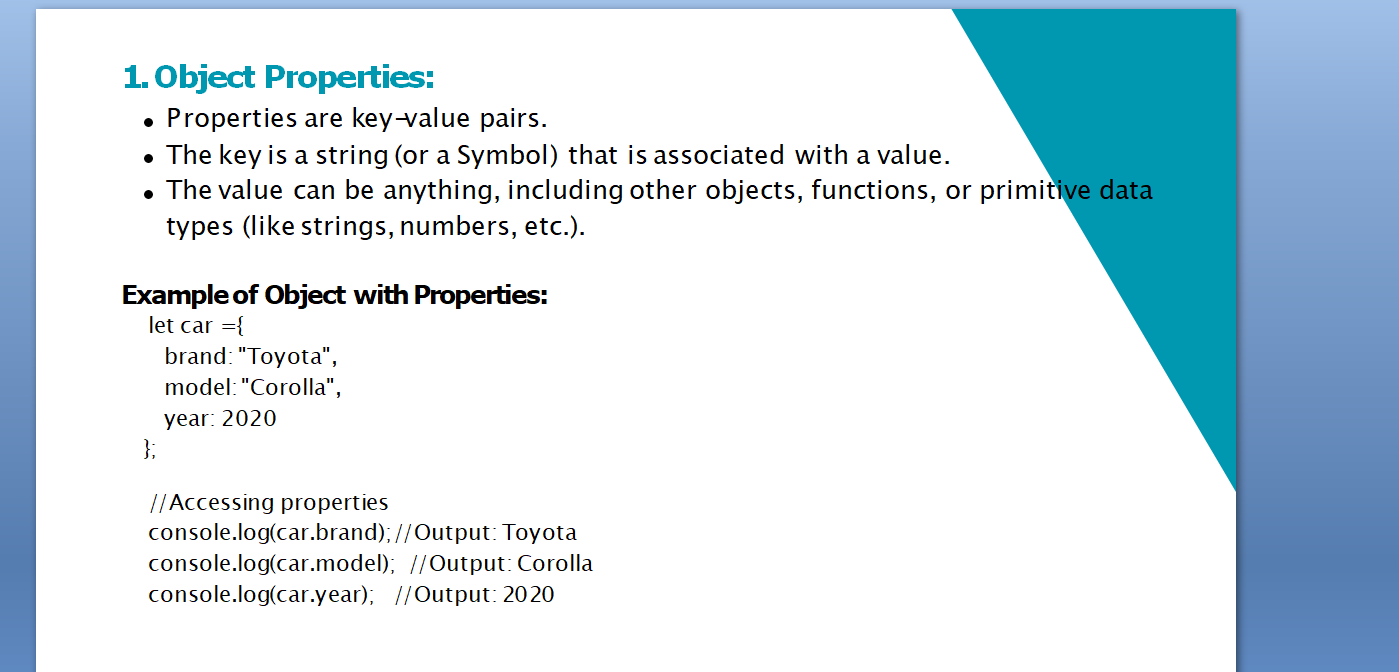 1. Object Properties:
• Properties are key-value pairs.
• The key is a string (or a Symbol) that is associated with a value.
• The value can be anything, including other objects, functions, or primitive data
types (like strings, numbers, etc.).
Example of Object with Properties:
let car ={
brand: "Toyota",
model: "Corolla",
year: 2020
};
//Accessing properties
console.log(car.brand); //Output: Toyota
console.log(car.model); //Output: Corolla
console.log(car.year); //Output: 2020